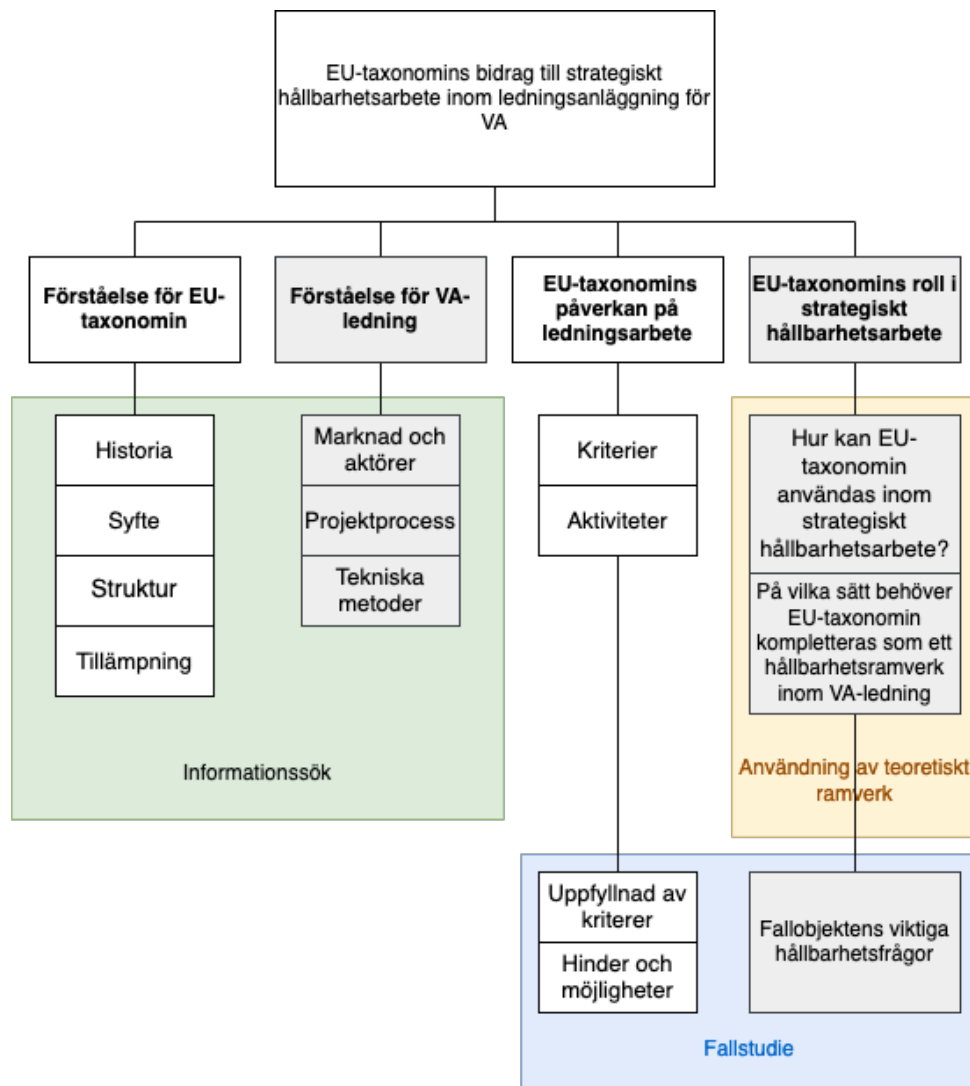 EU-taxonomins bidrag till strategiskt
hållbarhetsarbete inom ledningsanläggning för
VA
Förståelse för EU-
taxonomin
Förståelse för VA-
ledning
EU-taxonomins
påverkan på
ledningsarbete
EU-taxonomins roll i
strategiskt
hållbarhetsarbete
Historia
Syfte
Struktur
Tillämpning
Marknad och
aktörer
Projektprocess
Tekniska
metoder
Informationssök
Kriterier
Aktiviteter
Hur kan EU-
taxonomin
användas inom
strategiskt
hållbarhetsarbete?
På vilka sätt behöver
EU-taxonomin
kompletteras som ett
hållbarhetsramverk
inom VA-ledning
Användning av teoretiskt
ramverk
Uppfyllnad av
kriterer
Hinder och
möjligheter
Fallobjektens viktiga
hållbarhetsfrågor
Fallstudie